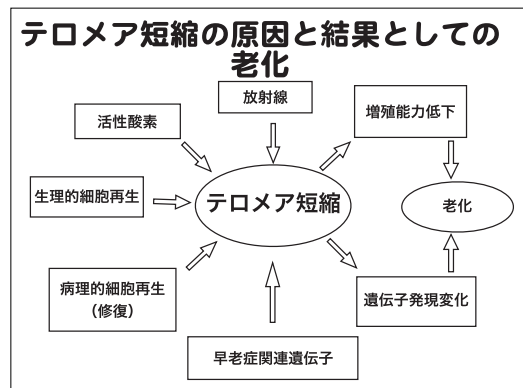 テロメア短縮の原因と結果としての
老化
放射線
増殖能力低下
活性酸素
生理的細胞再生
テロメア短縮
老化
病理的細胞再生
(修復)
遺伝子発現変化
早老症関連遺伝子